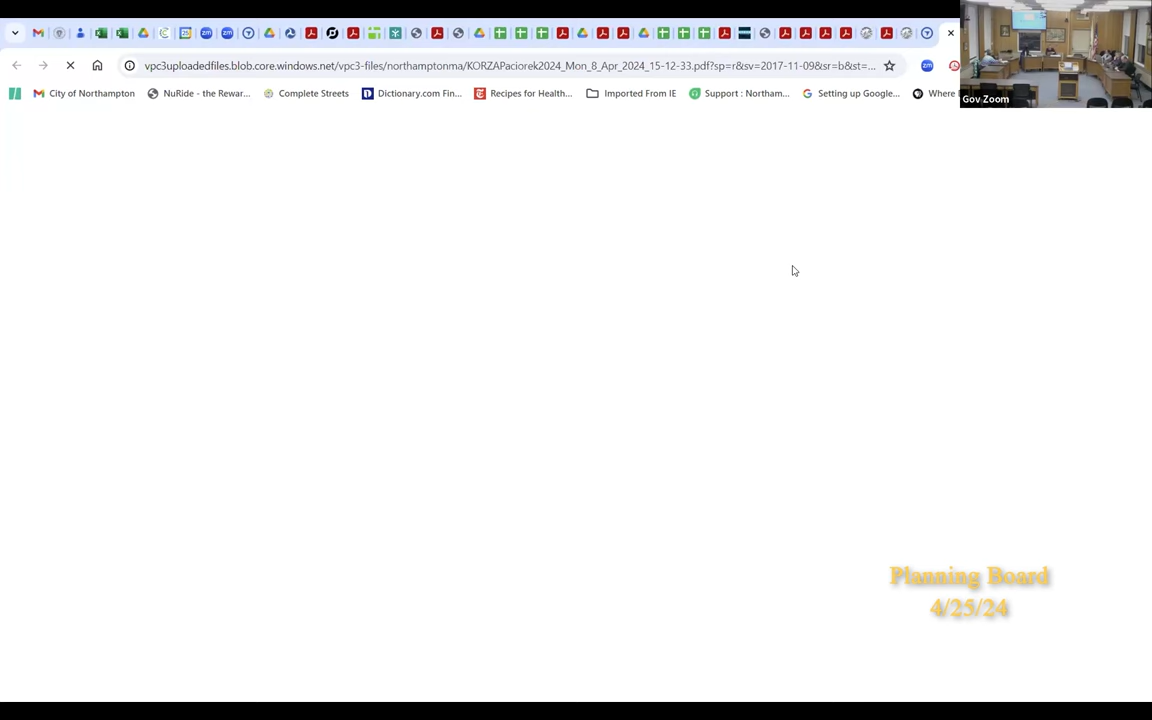 vpc3uploadedfiles.blob.core.windows.net/vpc3-files/northamptonma/KORZAPaciorek2024_Mon_8_Apr_2024_15-12-33.pdf?sp=r&sv=2017-11-09&sr=b&st=...
City of Northampton NuRide - the Rewar... Complete Streets Dictionary.com Fin... Recipes for Health... Imported From IE Support : Northam... Setting up Google... Where
Gov Zoom
Planning Board
4/25/24